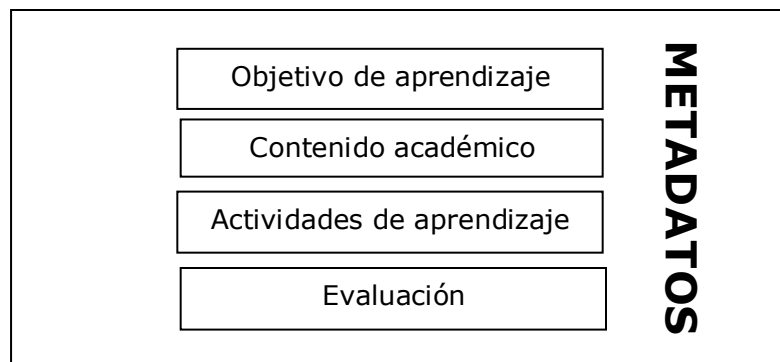 Objetivo de aprendizaje
Contenido académico
Actividades de aprendizaje
Evaluación
METADATOS